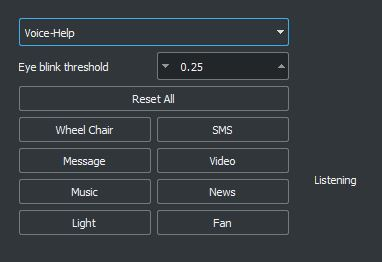 Voice-Help
Eye blink threshold 0.25
Reset All
Wheel Chair SMS
Message Video
Music News
Listening
Light Fan